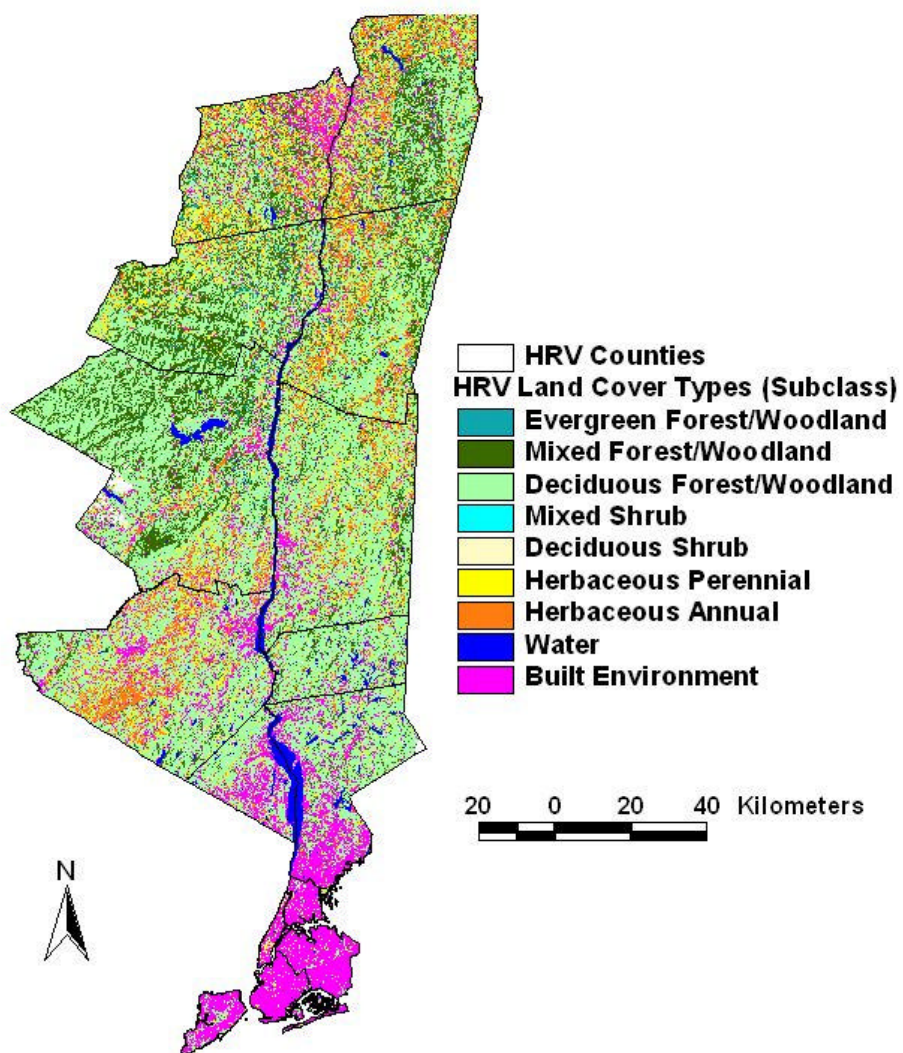 HRV Counties
HRV Land Cover Types (Subclass)
Evergreen Forest/Woodland
Mixed Forest/Woodland
Deciduous Forest/Woodland
Mixed Shrub
Deciduous Shrub
Herbaceous Perennial
Herbaceous Annual
Water
Built Environment
20 0 20 40 Kilometers
N